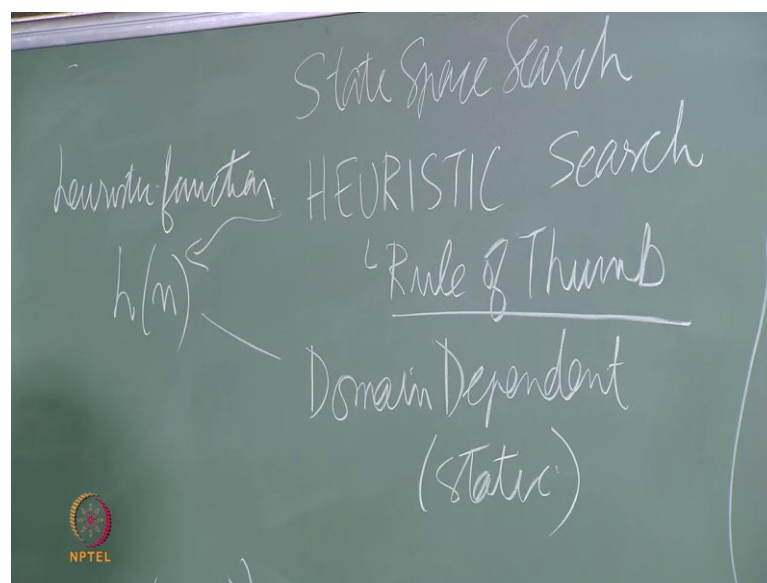 State Space Search
heuristic function HEURISTIC Search
Rule of Thumb
h(n)
Domain Dependent
(static)
NPTEL